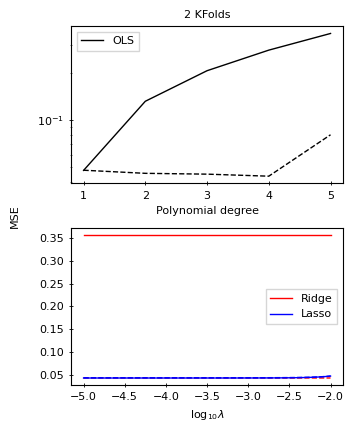 2 KFolds
OLS
10⁻¹
1 2 3 4 5
Polynomial degree
MSE
0.35
0.30
0.25
0.20
0.15
0.10
0.05
Ridge
Lasso
-5.0 -4.5 -4.0 -3.5 -3.0 -2.5 -2.0
log₁₀λ